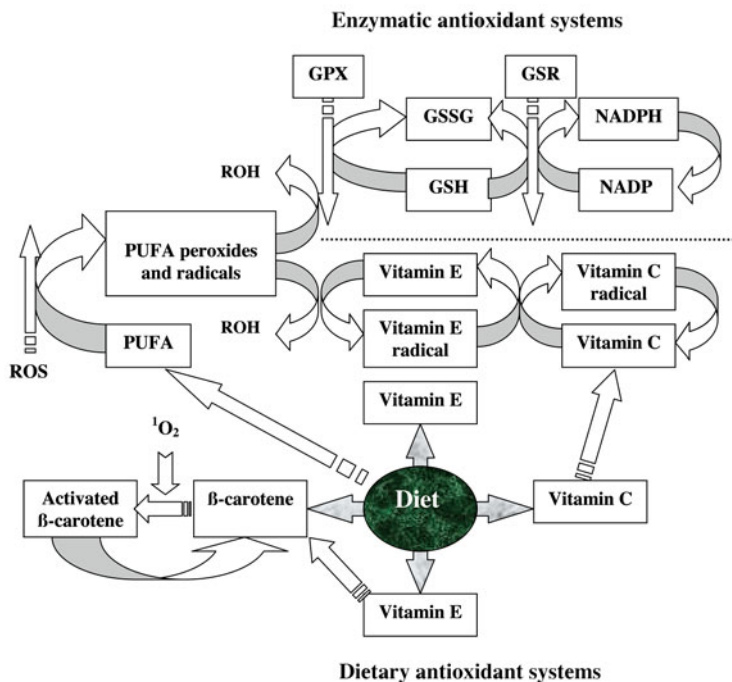 Enzymatic antioxidant systems
GPX
GSR
GSSG
NADPH
ROH
GSH
NADP
PUFA peroxides
and radicals
Vitamin E
Vitamin C
radical
ROH
Vitamin E
radical
Vitamin C
PUFA
ROS
Vitamin E
¹O₂
Activated
ß-carotene
ß-carotene
Diet
Vitamin C
Vitamin E
Dietary antioxidant systems